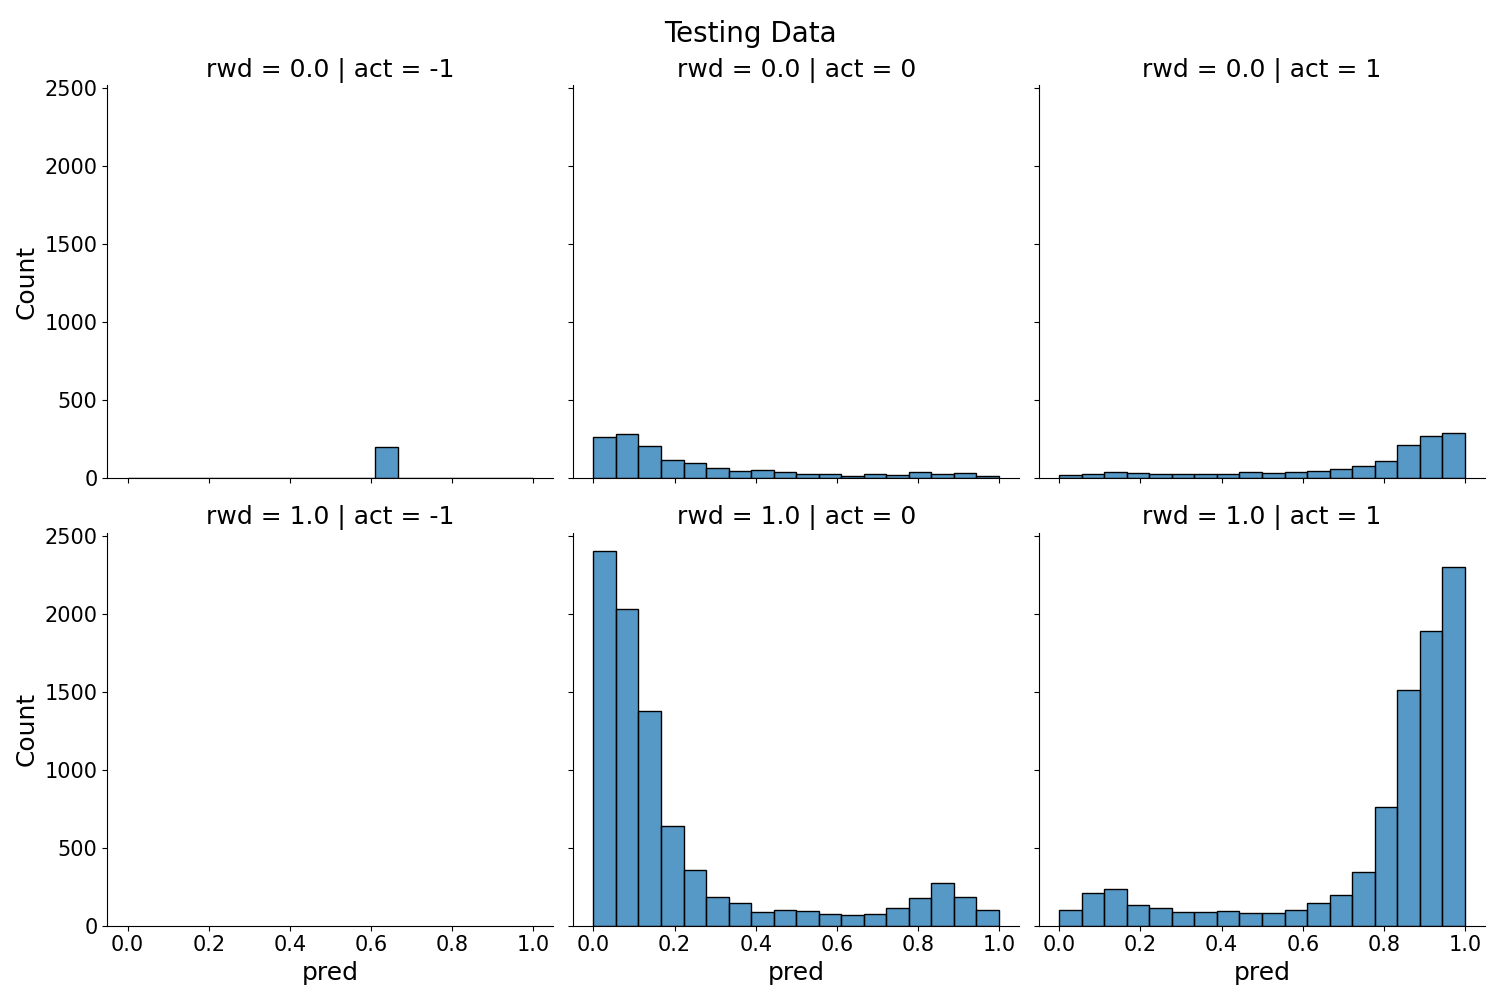 Testing Data
rwd = 0.0 | act = -1
rwd = 0.0 | act = 0
rwd = 0.0 | act = 1
2500
2000
1500
1000
500
0
Count
rwd = 1.0 | act = -1
rwd = 1.0 | act = 0
rwd = 1.0 | act = 1
2500
2000
1500
1000
500
0
Count
0.0 0.2 0.4 0.6 0.8 1.0
0.0 0.2 0.4 0.6 0.8 1.0
0.0 0.2 0.4 0.6 0.8 1.0
pred
pred
pred